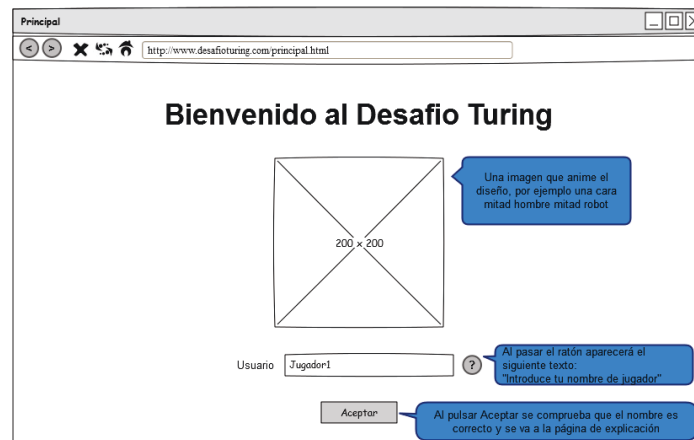 Principal
http://www.desafioturing.com/principal.html
Bienvenido al Desafio Turing
Una imagen que anime el
diseño, por ejemplo una cara
mitad hombre mitad robot
200 x 200
Usuario
Jugador1
?
Al pasar el ratón aparecerá el
siguiente texto:
"Introduce tu nombre de jugador"
Aceptar
Al pulsar Aceptar se comprueba que el nombre es
correcto y se va a la página de explicación